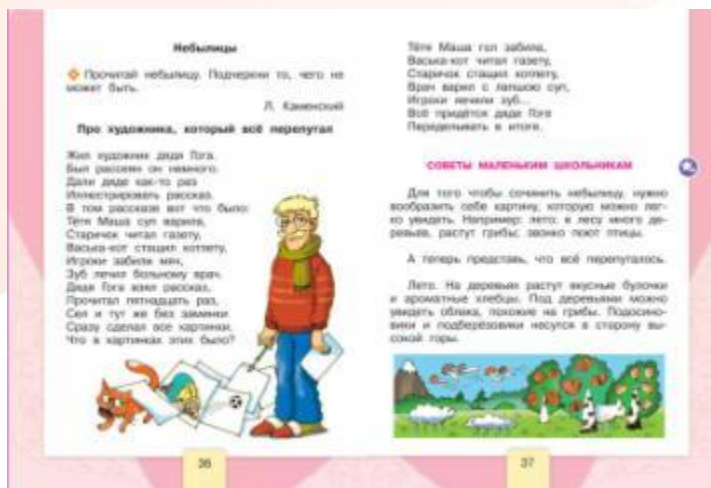 Небылицы
Прочитай небылицу. Подчеркни то, чего не
может быть.
Л. Каменский
Про художника, который всё перепутал
Жил художник дядя Гога.
Был рассеян он немного.
Дали дяде как-то раз
Иллюстрировать рассказ.
В том рассказе вот что было:
Тётя Маша суп варила,
Старичок читал газету,
Васька-кот стащил котлету,
Игроки забили мяч,
Зуб лечил больному врач.
Дядя Гога взял рассказ,
Прочитал пятнадцать раз,
Сел и тут же без заминки
Сразу сделал все картинки.
Что в картинках этих было?
36
Тётя Маша гол забила,
Васька-кот читал газету,
Старичок стащил котлету,
Врач варил с лапшою суп,
Игроки лечили зуб...
Всё придётся дяде Гоге
Переделывать в итоге.
СОВЕТЫ МАЛЕНЬКИМ ШКОЛЬНИКАМ
Для того чтобы сочинить небылицу, нужно
вообразить себе картину, которую можно лег-
ко увидеть. Например: лето; в лесу много де-
ревьев, растут грибы; звонко поют птицы.
А теперь представь, что всё перепуталось.
Лето. На деревьях растут вкусные булочки
и ароматные хлебцы. Под деревьями можно
увидеть облака, похожие на грибы. Подосино-
вики и подберёзовики несутся в сторону вы-
сокой горы.
37